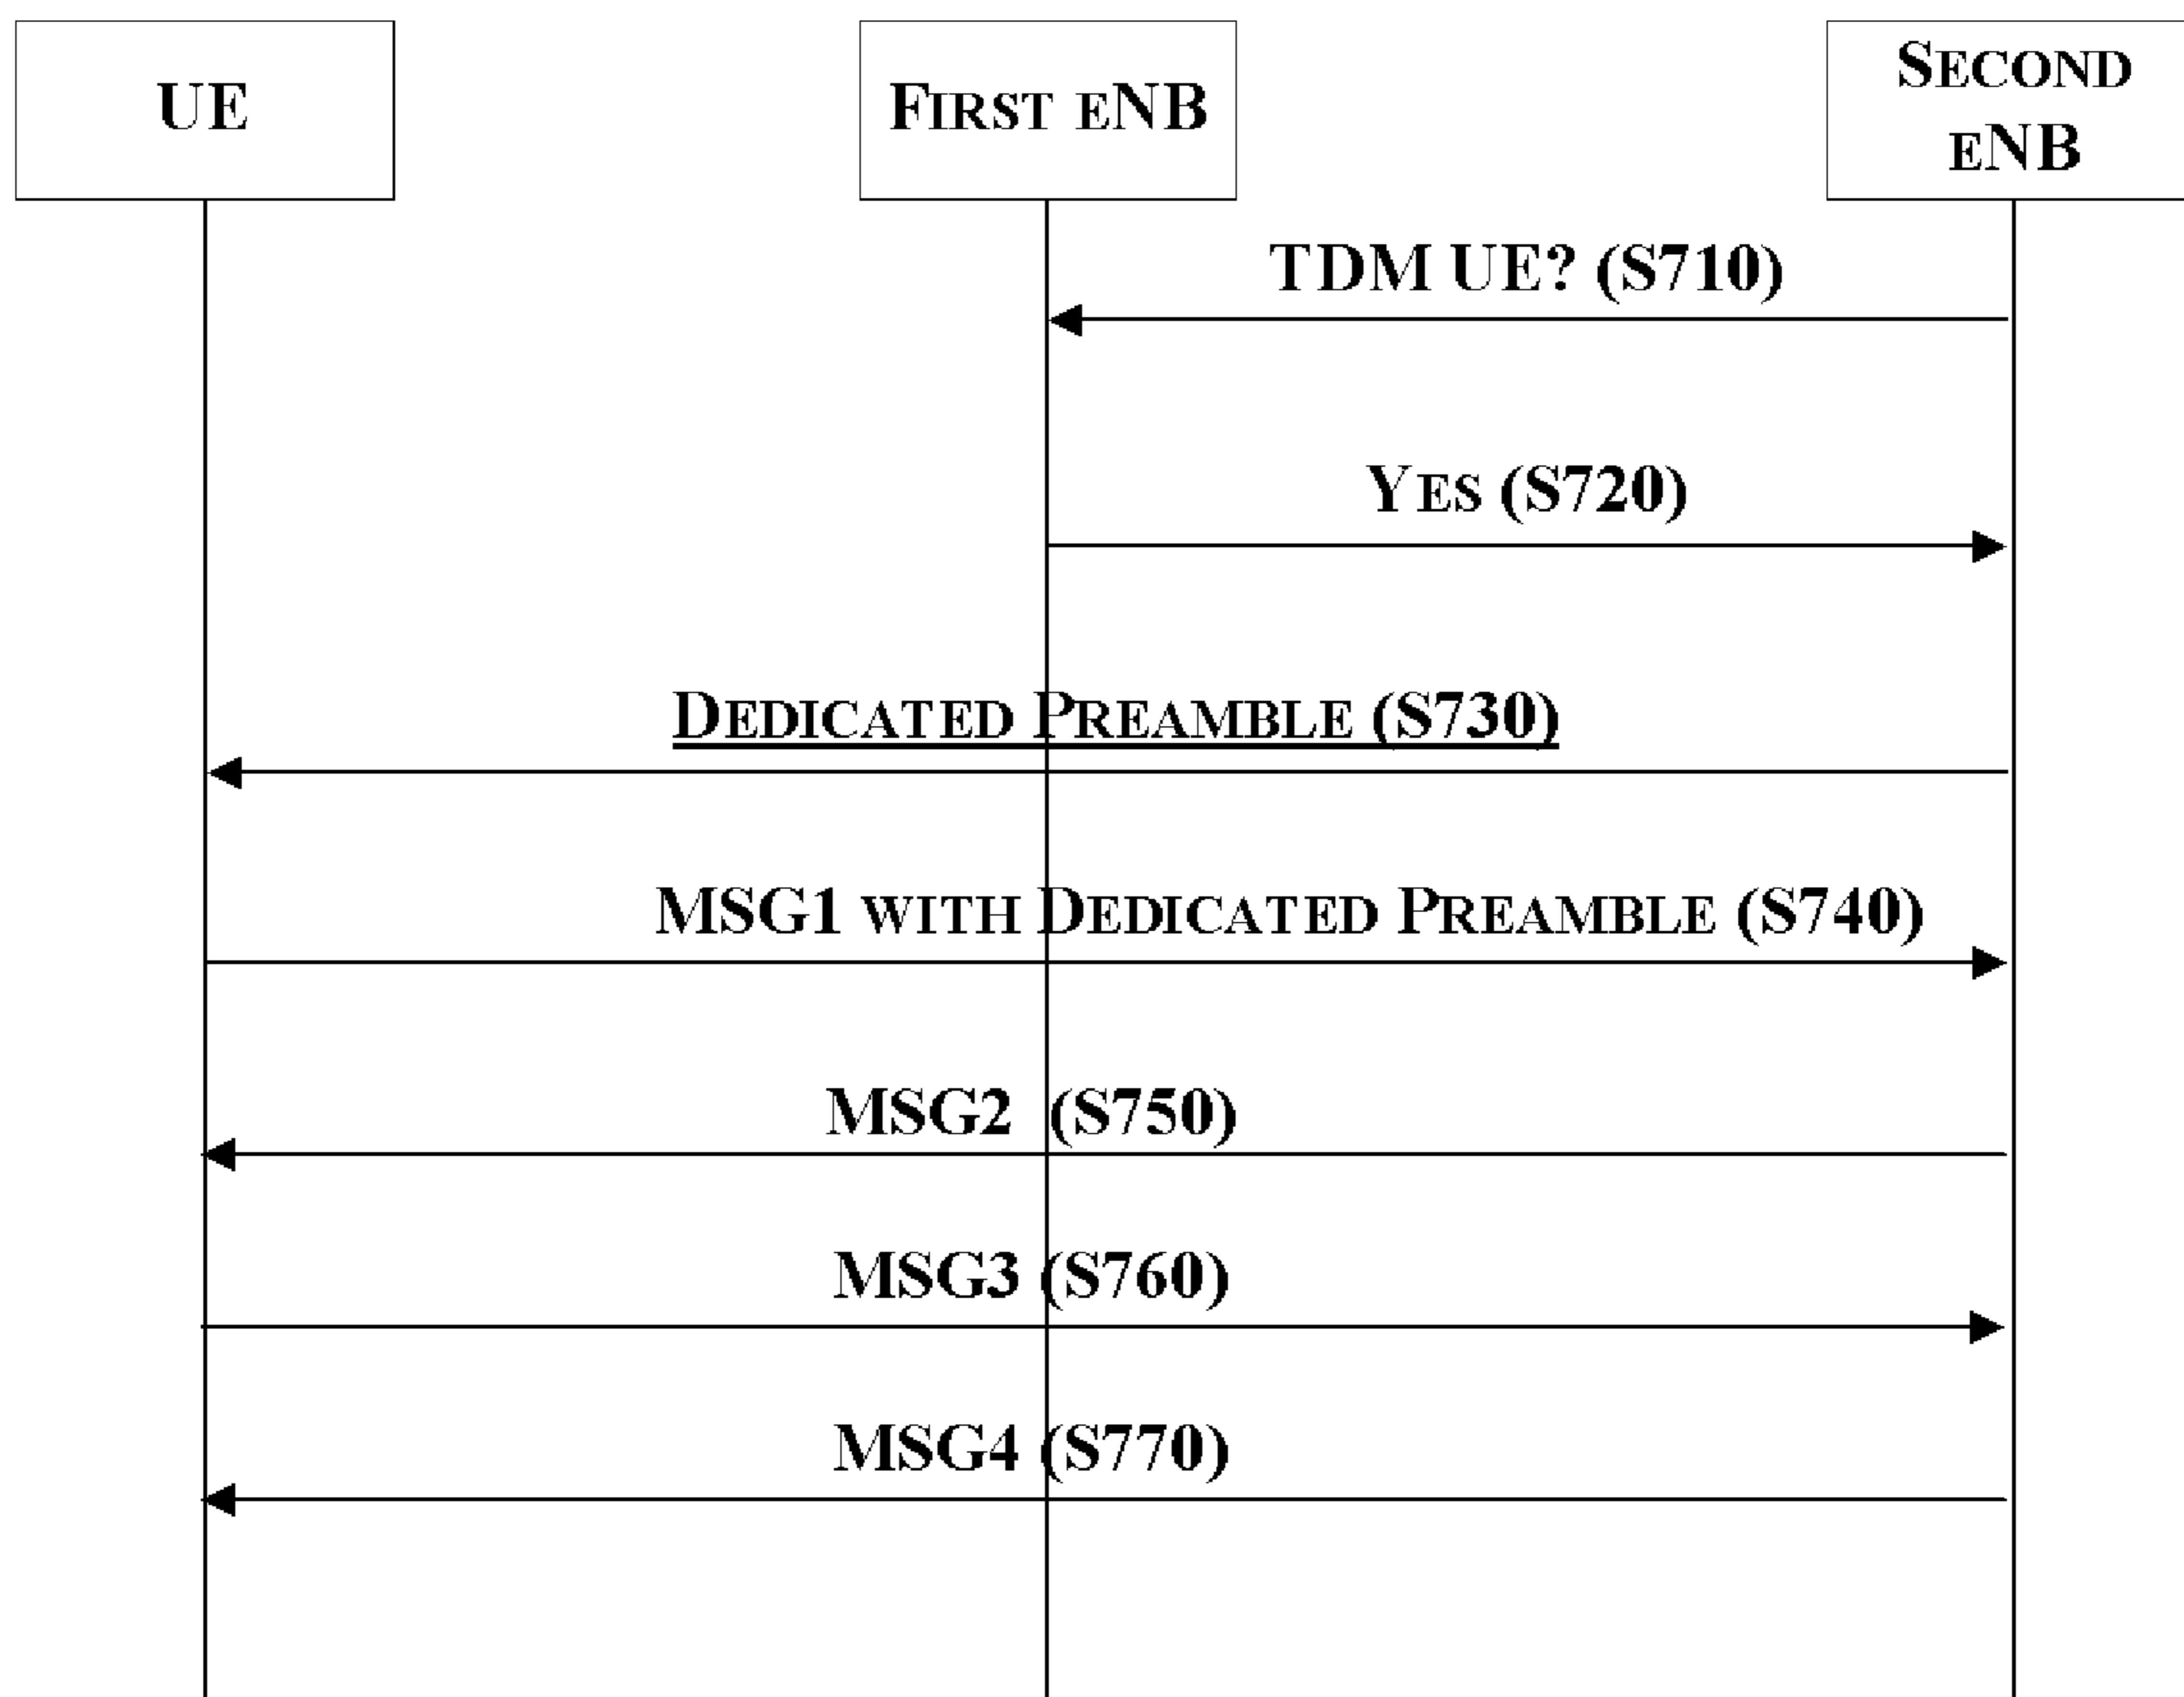 UE
FIRST eNB
SECOND
eNB
TDM UE? (S710)
YES (S720)
DEDICATED PREAMBLE (S730)
MSG1 WITH DEDICATED PREAMBLE (S740)
MSG2 (S750)
MSG3 (S760)
MSG4 (S770)